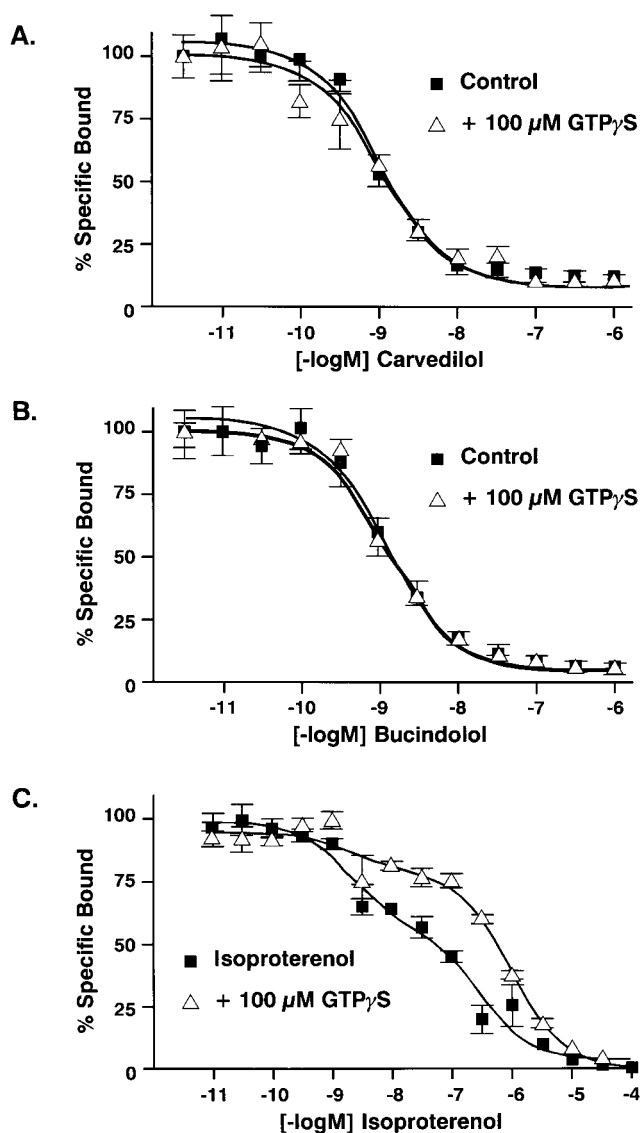 A.
100
75
50
25
0
% Specific Bound
Control
+ 100 µM GTPγS
-11 -10 -9 -8 -7 -6
[-logM] Carvedilol
B.
100
75
50
25
0
% Specific Bound
Control
+ 100 µM GTPγS
-11 -10 -9 -8 -7 -6
[-logM] Bucindolol
C.
100
75
50
25
0
% Specific Bound
Isoproterenol
+ 100 µM GTPγS
-11 -10 -9 -8 -7 -6 -5 -4
[-logM] Isoproterenol